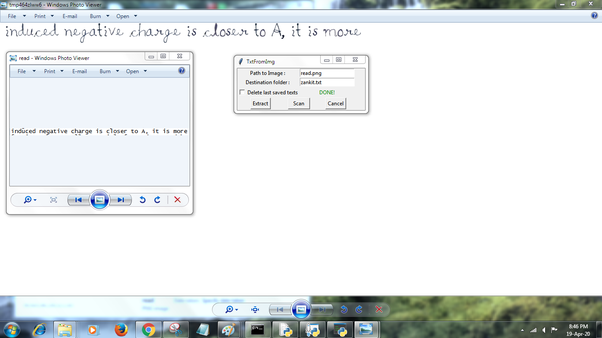 tmp464zlww6 - Windows Photo Viewer
File Print E-mail Burn Open
induced negative charge is closer to A, it is more
read - Windows Photo Viewer
File Print E-mail Burn Open
induced negative charge is closer to A, it is more
TxtFromImg
Path to Image : read.png
Destination folder : zankit.txt
Delete last saved texts DONE!
Extract Scan Cancel
8:46 PM
19-Apr-20